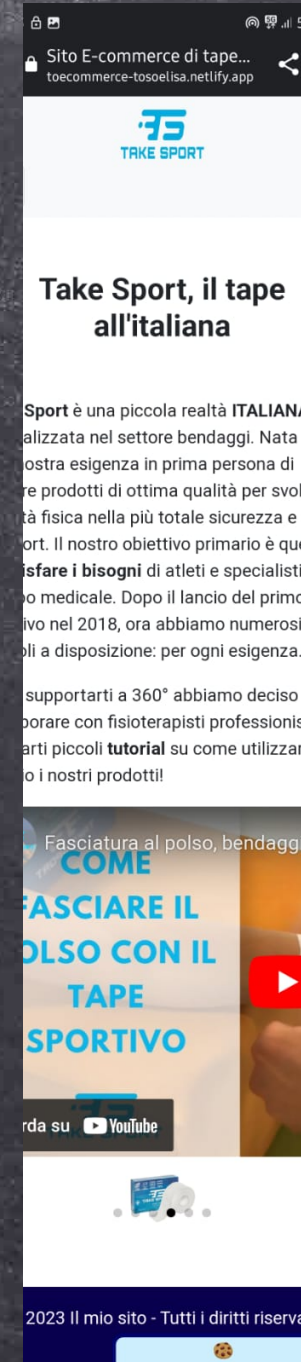 Sito E-commerce di tape...
toecommerce-tosoelisa.netlify.app
TAKE SPORT
Take Sport, il tape
all'italiana
Sport è una piccola realtà ITALIANA
alizzata nel settore bendaggi. Nata
ostra esigenza in prima persona di
re prodotti di ottima qualità per svol
tà fisica nella più totale sicurezza e
ort. Il nostro obiettivo primario è que
isfare i bisogni di atleti e specialisti
po medicale. Dopo il lancio del primo
ivo nel 2018, ora abbiamo numerosi
oli a disposizione: per ogni esigenza.
supportarti a 360° abbiamo deciso
borare con fisioterapisti professionis
arti piccoli tutorial su come utilizzar
io i nostri prodotti!
Fasciatura al polso, bendaggi
COME
FASCIARE IL
OLSO CON IL
TAPE
SPORTIVO
rda su YouTube
2023 Il mio sito - Tutti i diritti riserva